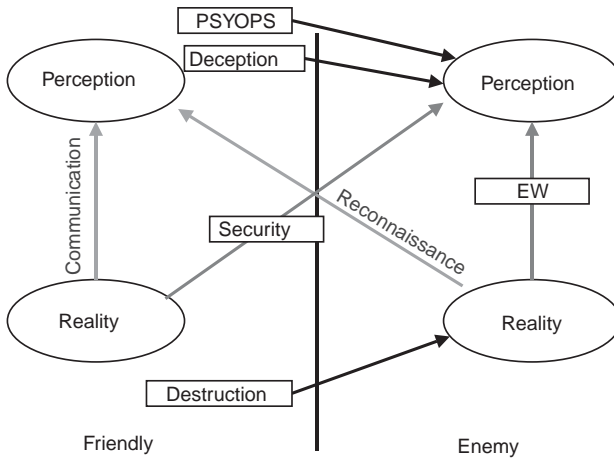 PSYOPS
Deception
Perception
Perception
Communication
EW
Reconnaissance
Security
Reality
Reality
Destruction
Friendly
Enemy